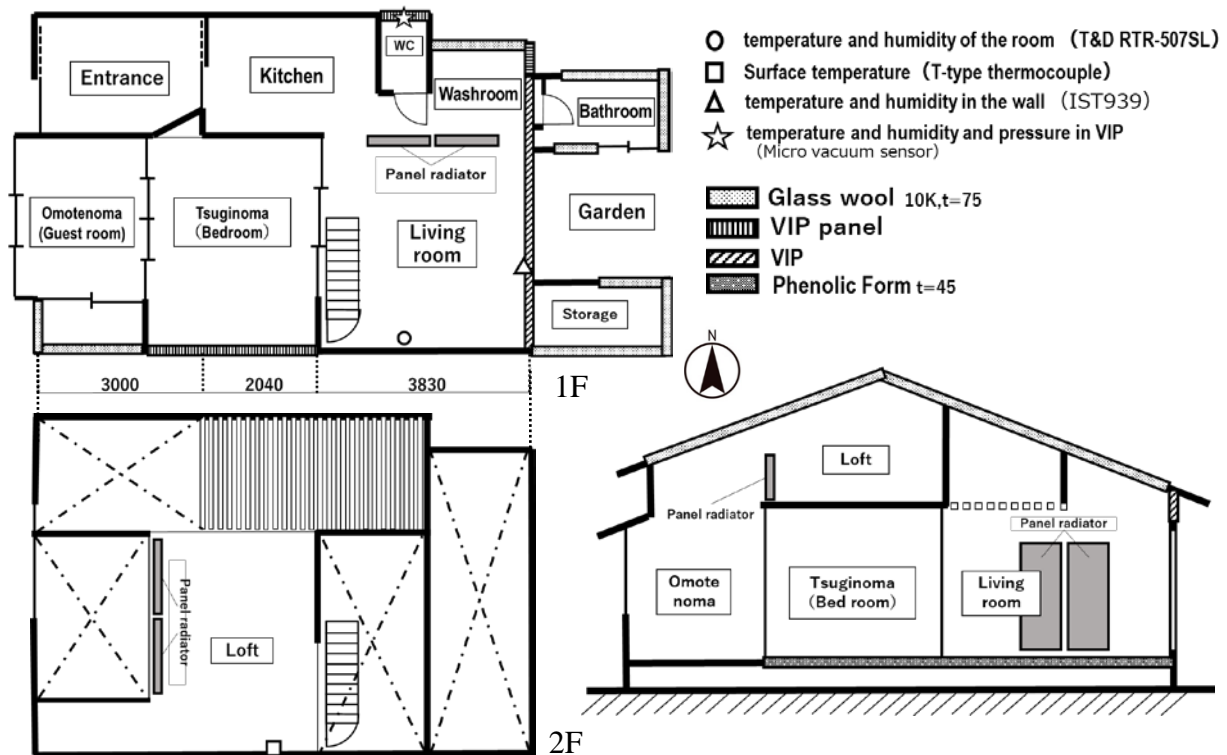 WC
Entrance
Kitchen
Washroom
Bathroom
Panel radiator
Omotenoma
(Guest room)
Tsuginoma
(Bedroom)
Living
room
Garden
Storage
3000
2040
3830
1F
temperature and humidity of the room (T&D RTR-507SL)
Surface temperature (T-type thermocouple)
temperature and humidity in the wall (IST939)
temperature and humidity and pressure in VIP
(Micro vacuum sensor)
Glass wool 10K,t=75
VIP panel
VIP
Phenolic Form t=45
N
Panel
radiator
Loft
2F
Loft
Panel radiator
Panel radiator
Omote
noma
Tsuginoma
(Bed room)
Living
room